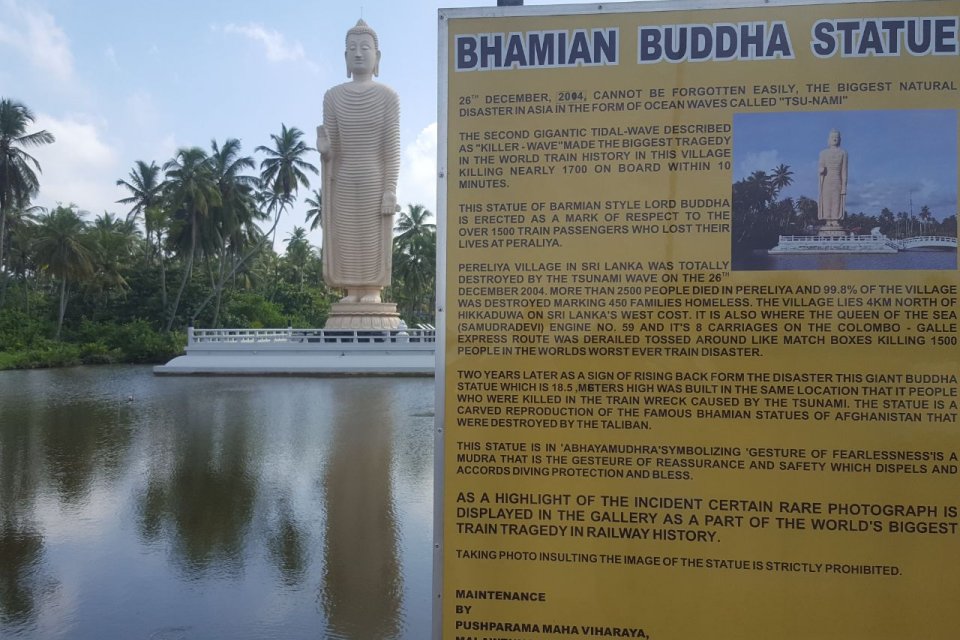 BHAMIAN BUDDHA STATUE
26TH DECEMBER, 2004, CANNOT BE FORGOTTEN EASILY, THE BIGGEST NATURAL
DISASTER IN ASIA IN THE FORM OF OCEAN WAVES CALLED "TSU-NAMI"
THE SECOND GIGANTIC TIDAL-WAVE DESCRIBED
AS "KILLER - WAVE"MADE THE BIGGEST TRAGEDY
IN THE WORLD TRAIN HISTORY IN THIS VILLAGE
KILLING NEARLY 1700 ON BOARD WITHIN 10
MINUTES.
THIS STATUE OF BARMIAN STYLE LORD BUDDHA
IS ERECTED AS A MARK OF RESPECT TO THE
OVER 1500 TRAIN PASSENGERS WHO LOST THEIR
LIVES AT PERALIYA.
PERELIYA VILLAGE IN SRI LANKA WAS TOTALLY
DESTROYED BY THE TSUNAMI WAVE ON THE 26TH
DECEMBER 2004. MORE THAN 2500 PEOPLE DIED IN PERELIYA AND 99.8% OF THE VILLAGE
WAS DESTROYED MARKING 450 FAMILIES HOMELESS. THE VILLAGE LIES 4KM NORTH OF
HIKKADUWA ON SRI LANKA'S WEST COST. IT IS ALSO WHERE THE QUEEN OF THE SEA
(SAMUDRADEVI) ENGINE NO. 59 AND IT'S 8 CARRIAGES ON THE COLOMBO - GALLE
EXPRESS ROUTE WAS DERAILED TOSSED AROUND LIKE MATCH BOXES KILLING 1500
PEOPLE IN THE WORLDS WORST EVER TRAIN DISASTER.
TWO YEARS LATER AS A SIGN OF RISING BACK FORM THE DISASTER THIS GIANT BUDDHA
STATUE WHICH IS 18.5 ,METERS HIGH WAS BUILT IN THE SAME LOCATION THAT IT PEOPLE
WHO WERE KILLED IN THE TRAIN WRECK CAUSED BY THE TSUNAMI. THE STATUE IS A
CARVED REPRODUCTION OF THE FAMOUS BHAMIAN STATUES OF AFGHANISTAN THAT
WERE DESTROYED BY THE TALIBAN.
THIS STATUE IS IN 'ABHAYAMUDHRA'SYMBOLIZING 'GESTURE OF FEARLESSNESS'IS A
MUDRA THAT IS THE GESTEURE OF REASSURANCE AND SAFETY WHICH DISPELS AND
ACCORDS DIVING PROTECTION AND BLESS.
AS A HIGHLIGHT OF THE INCIDENT CERTAIN RARE PHOTOGRAPH IS
DISPLAYED IN THE GALLERY AS A PART OF THE WORLD'S BIGGEST
TRAIN TRAGEDY IN RAILWAY HISTORY.
TAKING PHOTO INSULTING THE IMAGE OF THE STATUE IS STRICTLY PROHIBITED.
MAINTENANCE
BY
PUSHPARAMA MAHA VIHARAYA,